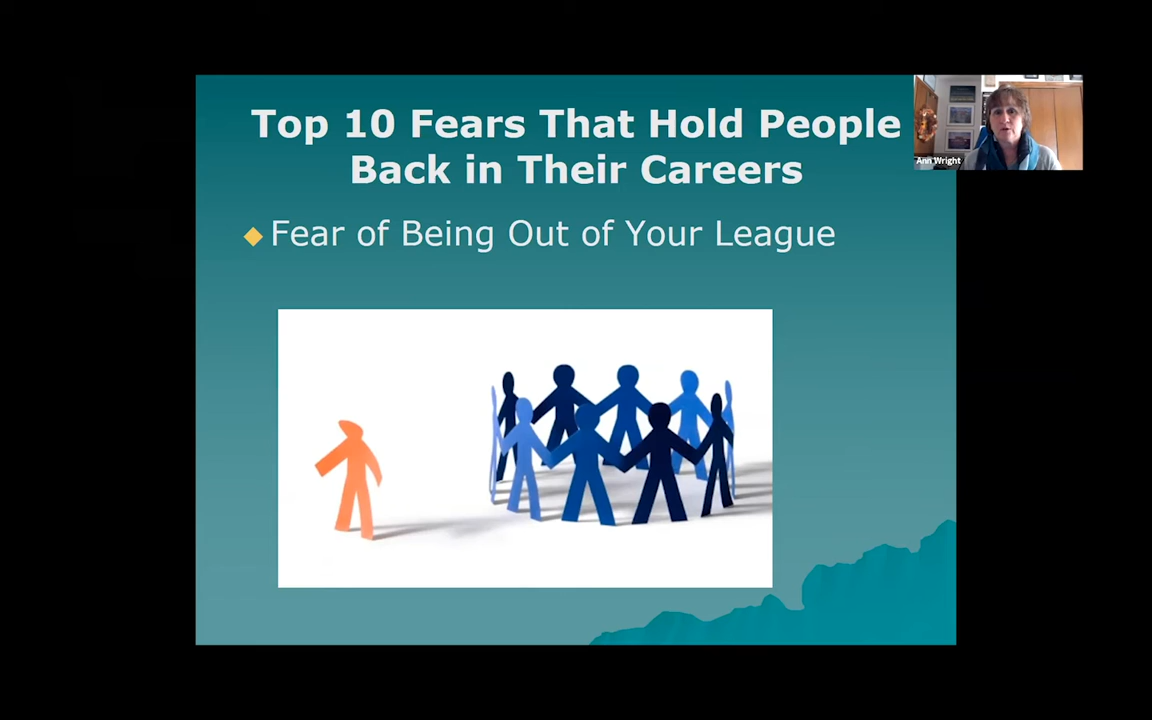 Top 10 Fears That Hold People
Back in Their Careers
Fear of Being Out of Your League
Ann Wright